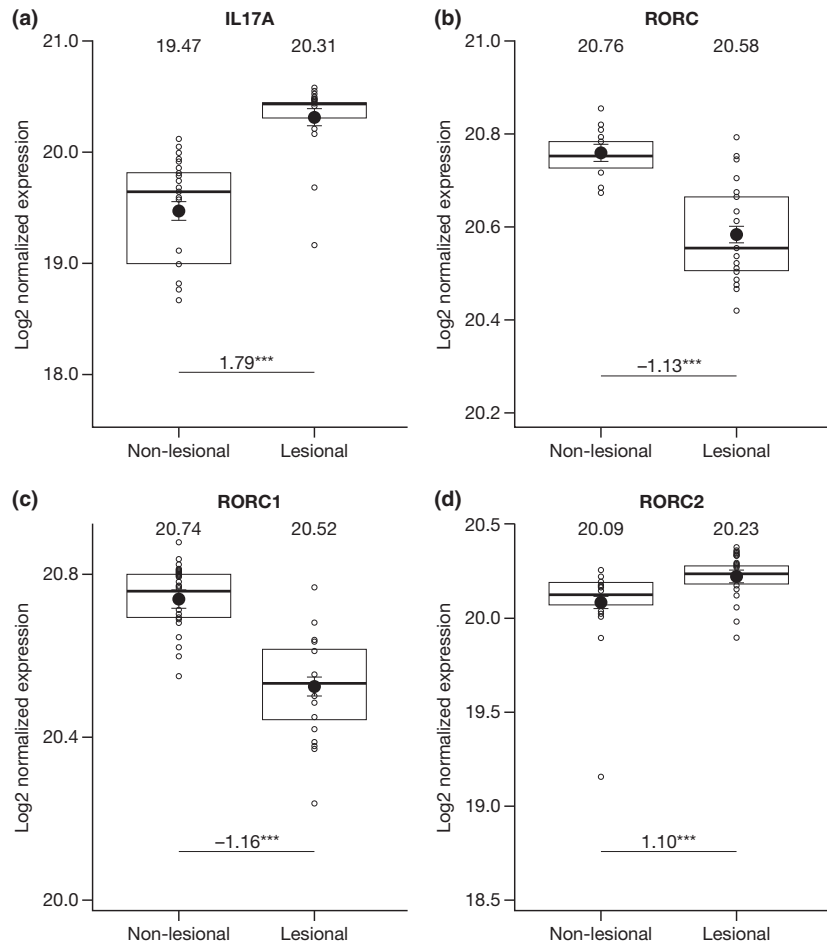 (a) IL17A
19.47 20.31
Log2 normalized expression
21.0
20.0
19.0
18.0
1.79***
Non-lesional Lesional
(b) RORC
20.76 20.58
Log2 normalized expression
21.0
20.8
20.6
20.4
20.2
–1.13***
Non-lesional Lesional
(c) RORC1
20.74 20.52
Log2 normalized expression
20.8
20.4
20.0
–1.16***
Non-lesional Lesional
(d) RORC2
20.09 20.23
Log2 normalized expression
20.5
20.0
19.5
19.0
18.5
1.10***
Non-lesional Lesional